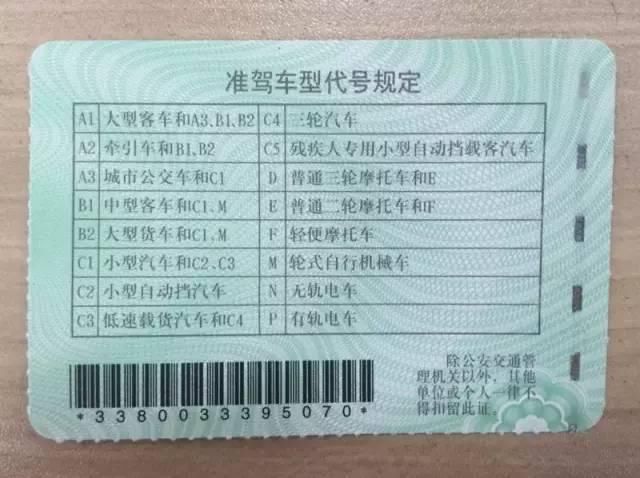 准驾车型代号规定
A1 大型客车和A3、B1、B2 C4 三轮汽车
A2 牵引车和B1、B2 C5 残疾人专用小型自动挡载客汽车
A3 城市公交车和C1 D 普通三轮摩托车和E
B1 中型客车和C1、M E 普通二轮摩托车和F
B2 大型货车和C1、M F 轻便摩托车
C1 小型汽车和C2、C3 M 轮式自行机械车
C2 小型自动挡汽车 N 无轨电车
C3 低速载货汽车和C4 P 有轨电车
*3380033395070*
除公安交通管
理机关以外，其他
单位或个人一律不
得扣留此证。